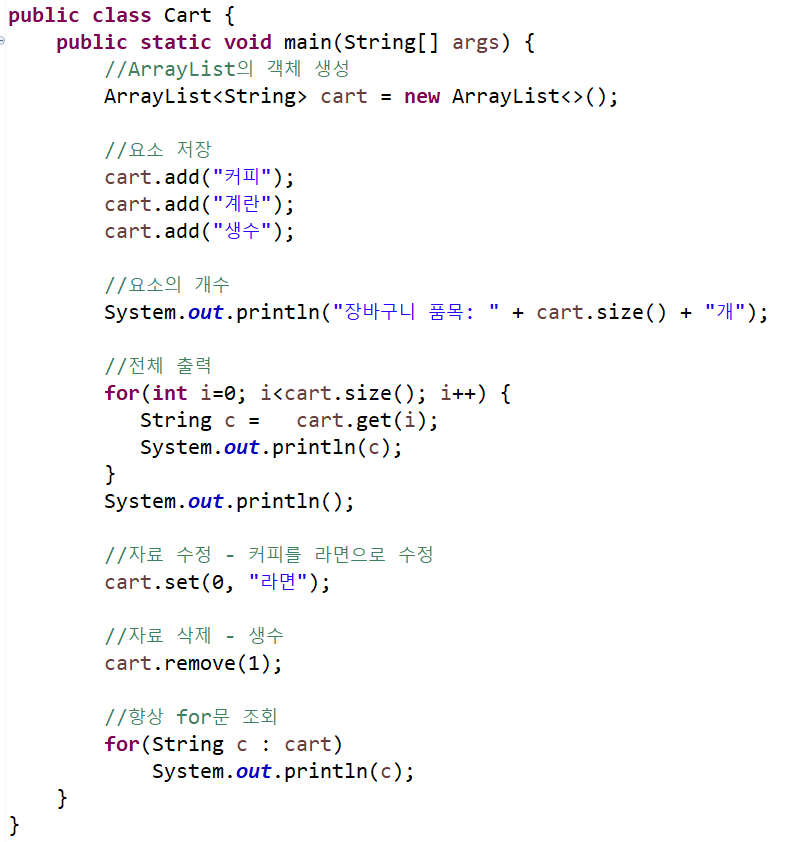 public class Cart {
    public static void main(String[] args) {
        //ArrayList의 객체 생성
        ArrayList<String> cart = new ArrayList<>();

        //요소 저장
        cart.add("커피");
        cart.add("계란");
        cart.add("생수");

        //요소의 개수
        System.out.println("장바구니 품목: " + cart.size() + "개");

        //전체 출력
        for(int i=0; i<cart.size(); i++) {
           String c =   cart.get(i);
           System.out.println(c);
        }
        System.out.println();

        //자료 수정 - 커피를 라면으로 수정
        cart.set(0, "라면");

        //자료 삭제 - 생수
        cart.remove(1);

        //향상 for문 조회
        for(String c : cart)
            System.out.println(c);
    }
}